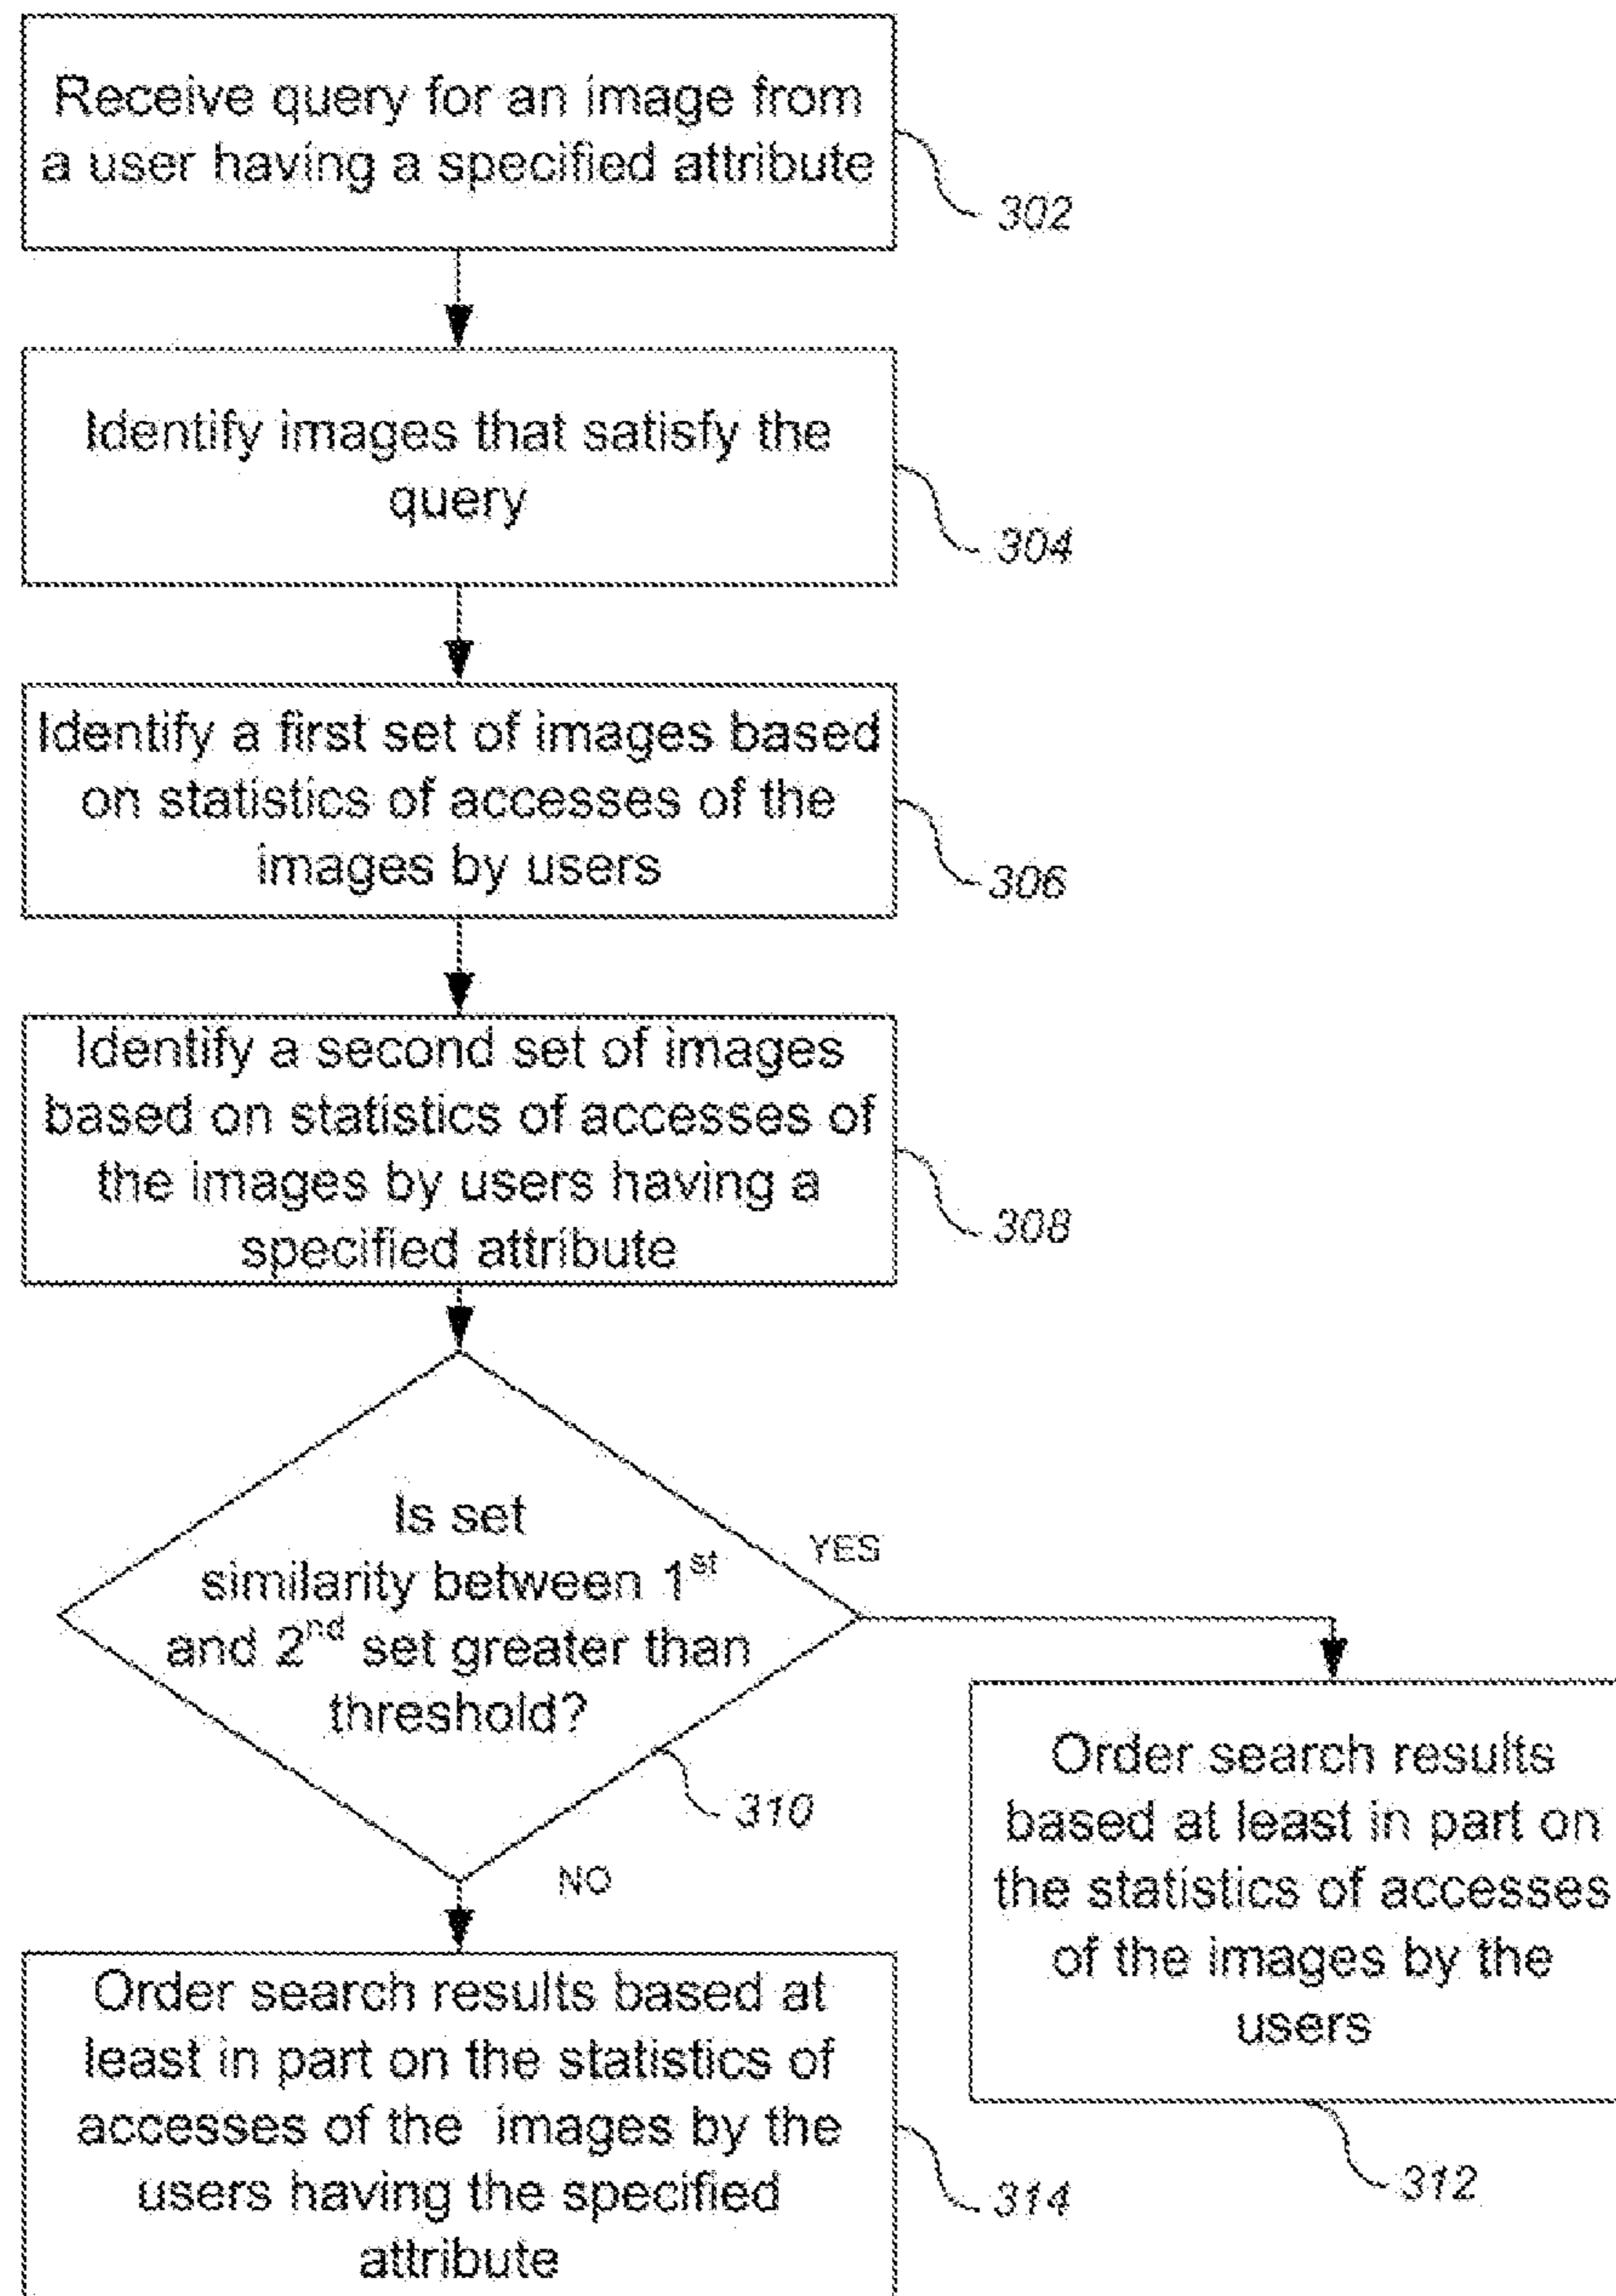 Receive query for an image from
a user having a specified attribute
302
Identify images that satisfy the
query
304
Identify a first set of images based
on statistics of accesses of the
images by users
306
Identify a second set of images
based on statistics of accesses of
the images by users having a
specified attribute
308
Is set
similarity between 1st
and 2nd set greater than
threshold?
YES
310
NO
Order search results
based at least in part on
the statistics of accesses
of the images by the
users
312
Order search results based at
least in part on the statistics of
accesses of the images by the
users having the specified
attribute
314